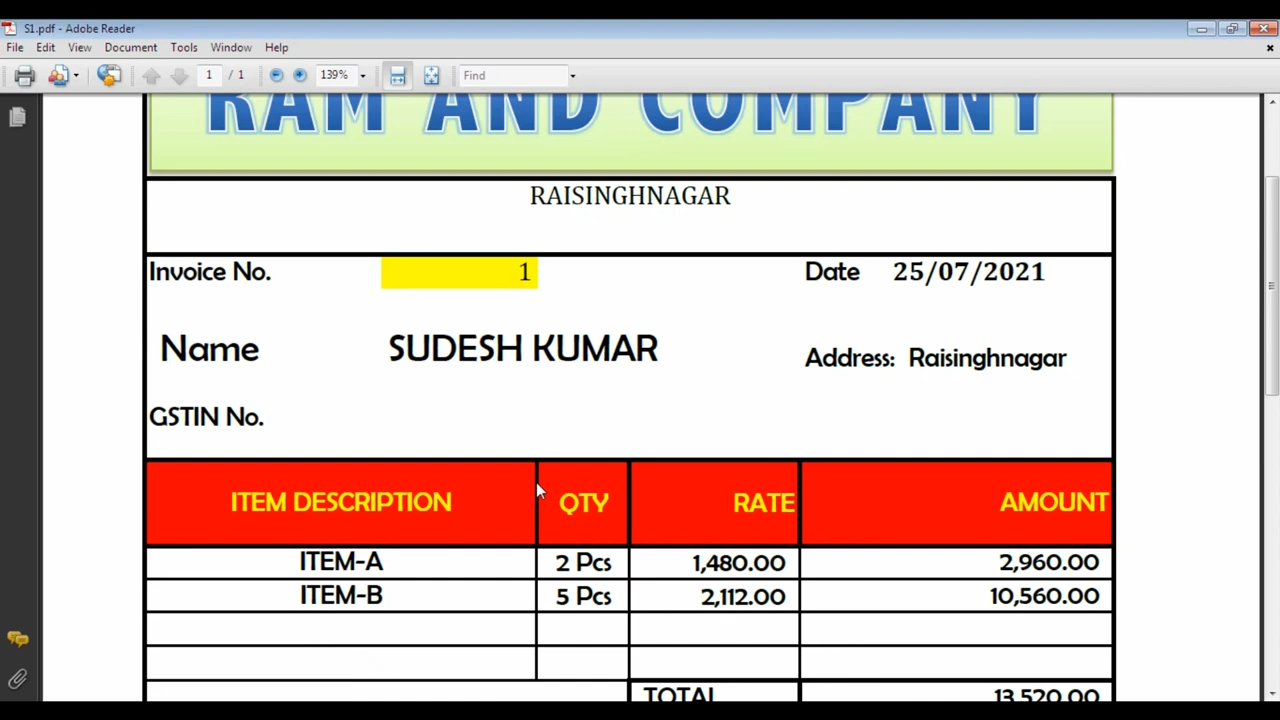 S1.pdf - Adobe Reader
File Edit View Document Tools Window Help
1 / 1 139% Find
RAM AND COMPANY
RAISINGHNAGAR
Invoice No. 1 Date 25/07/2021
Name SUDESH KUMAR Address: Raisinghnagar
GSTIN No.
ITEM DESCRIPTION QTY RATE AMOUNT
ITEM-A 2 Pcs 1,480.00 2,960.00
ITEM-B 5 Pcs 2,112.00 10,560.00
TOTAL 13,520.00